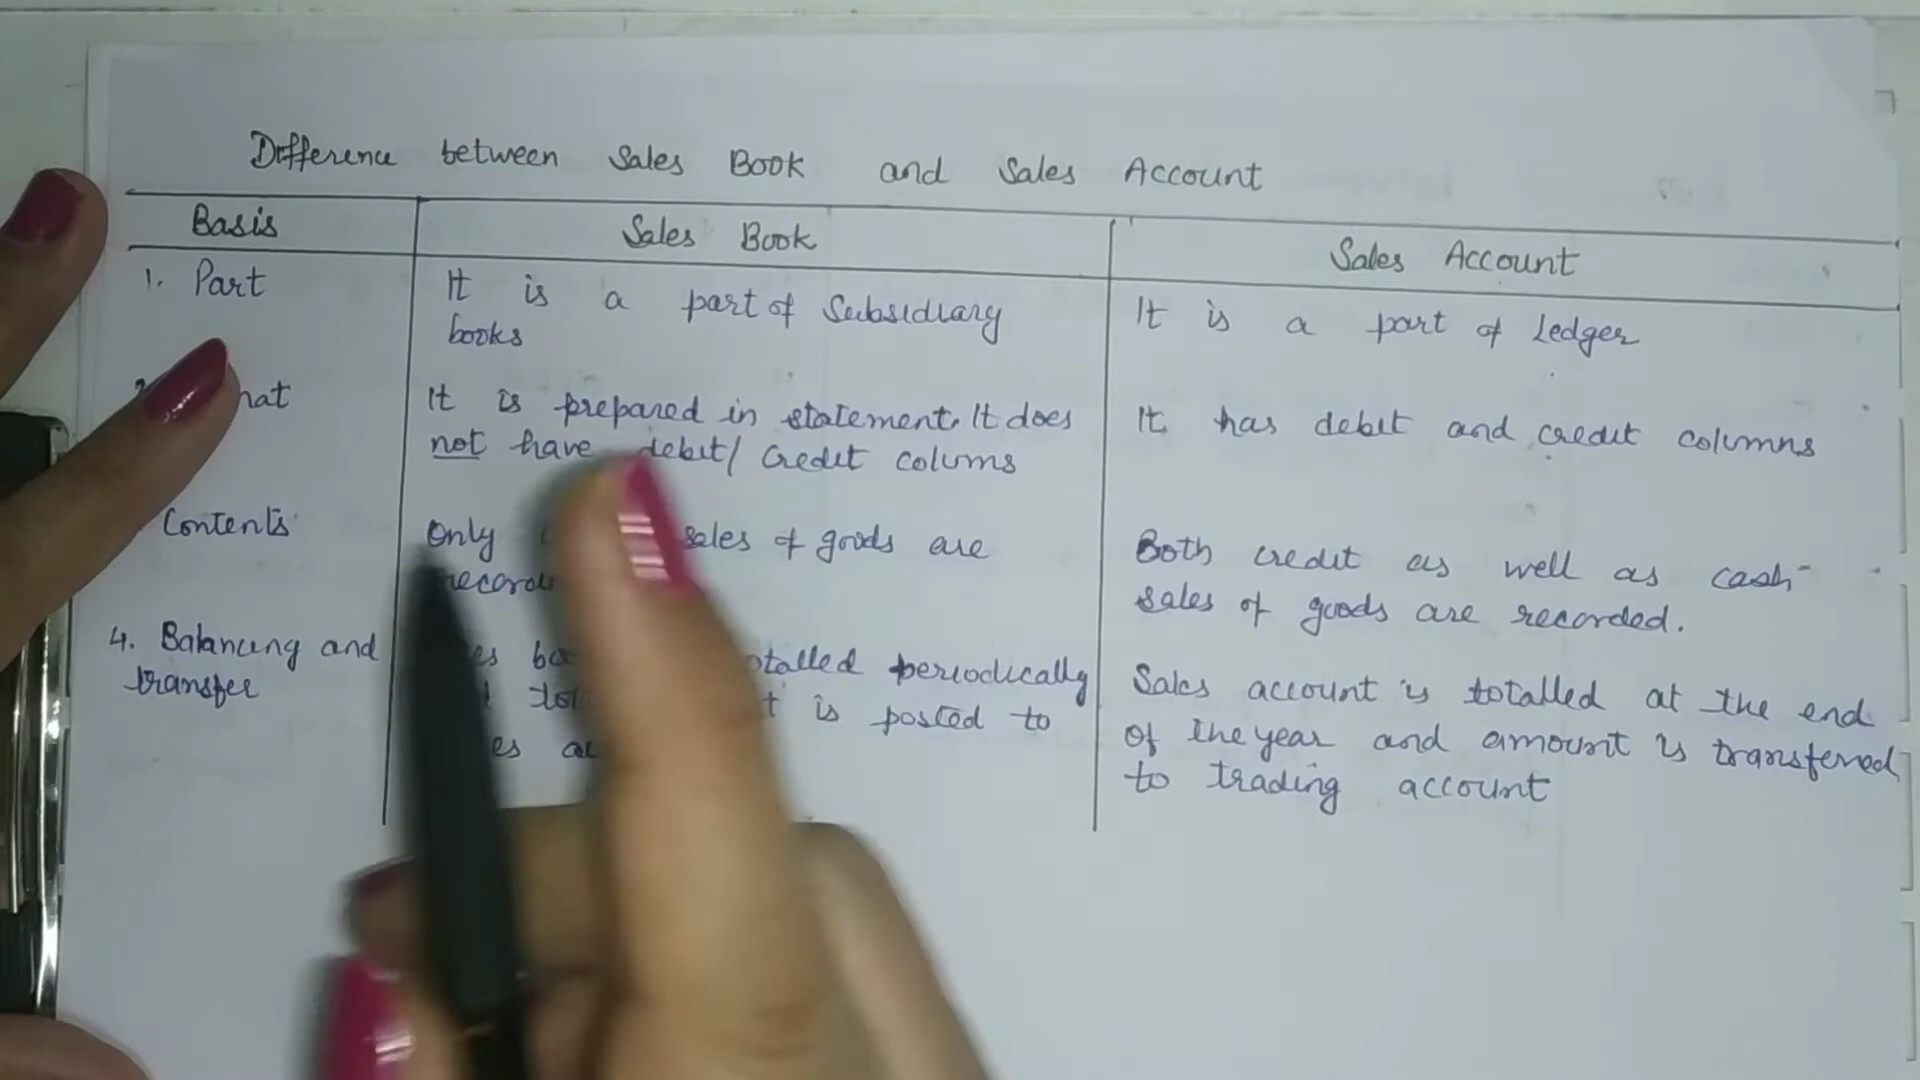 Difference between Sales Book and Sales Account
Basis Sales Book Sales Account
1. Part It is a part of Subsidiary It is a part of Ledger
books
It is prepared in statement. It does It has debit and credit columns
not have debit/ Credit colums
Contents Only sales of goods are Both credit as well as cash
sales of goods are recorded.
4. Balancing and totalled periodically Sales account is totalled at the end
transfer is posted to of the year and amount is transferred
to trading account